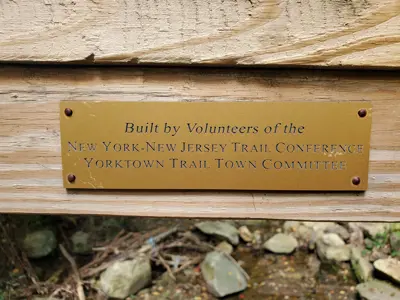 Built by Volunteers of the
NEW YORK-NEW JERSEY TRAIL CONFERENCE
YORKTOWN TRAIL TOWN COMMITTEE